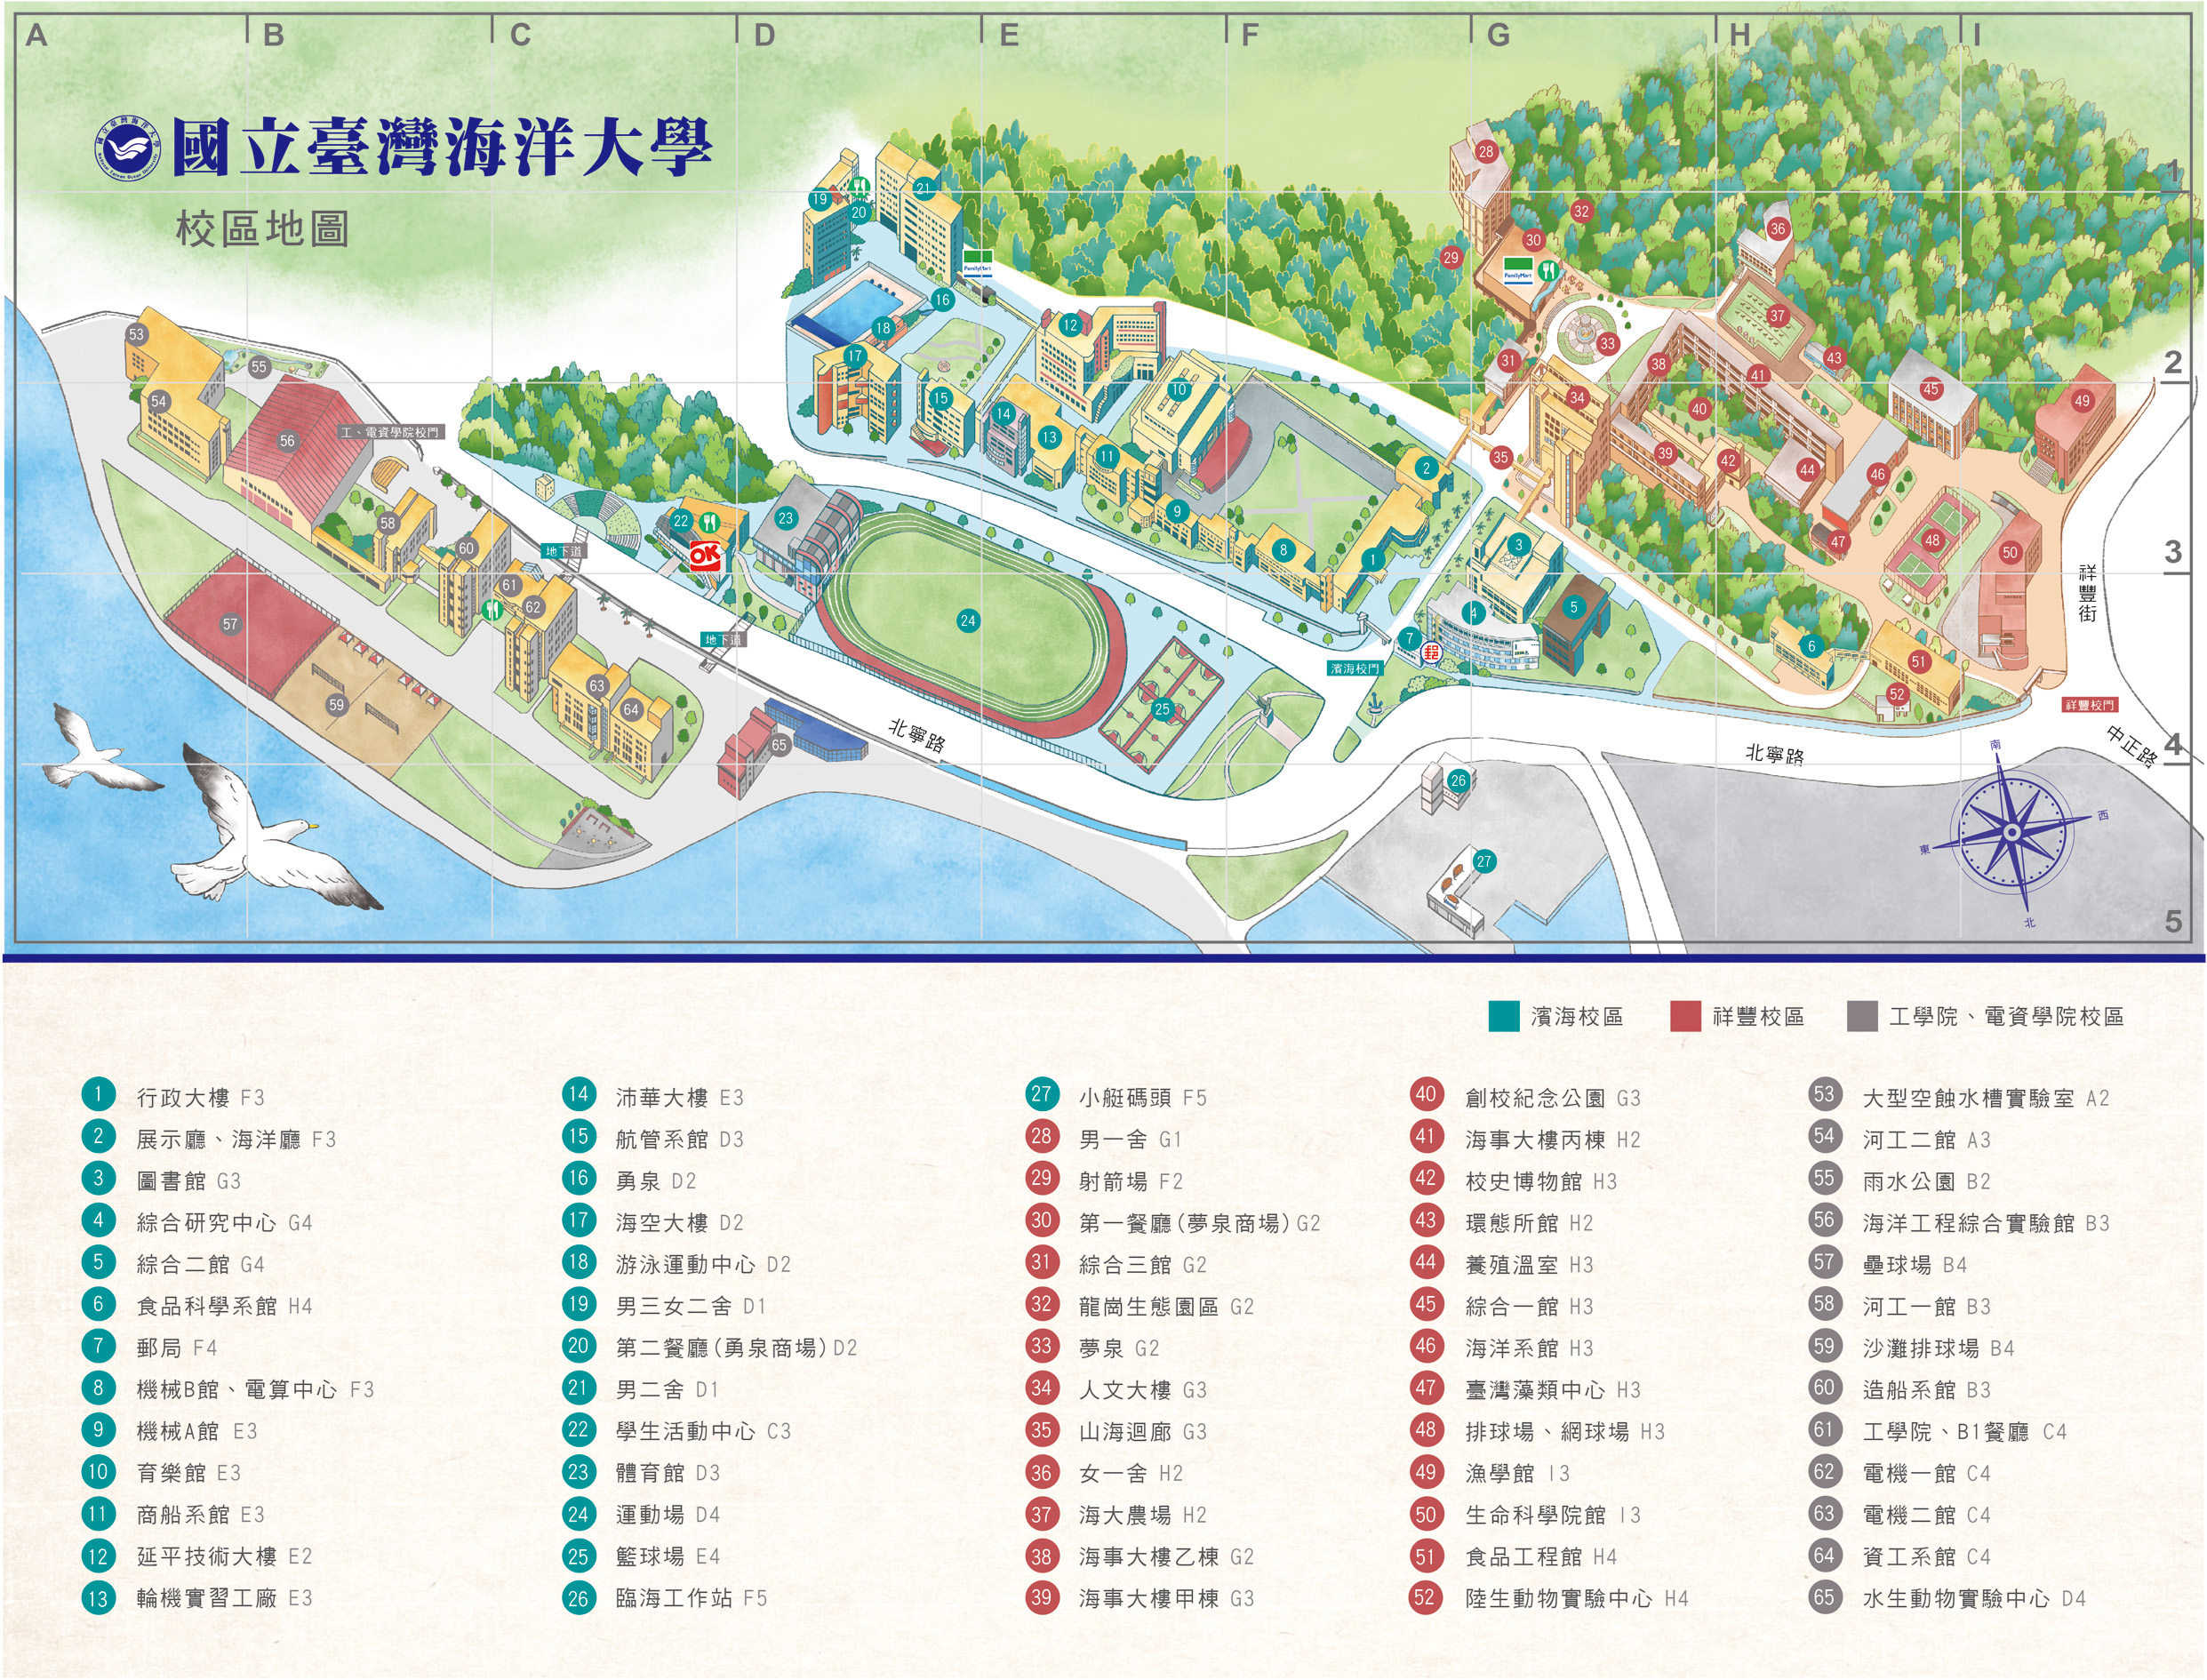 A B C D E F G H I
國立臺灣海洋大學
校區地圖
1
2
3
4
5
28
21
19
20
32
36
30
29
FamilyMart
FamilyMart
16
18
12
37
53
55
17
33
31
38
43
41
10
15
54
14
34
40
45
49
工、電資學院校門
56
13
11
2
35
39
42
44
46
58
22
23
9
OK
60
地下道
8
1
3
47
48
50
61
62
5
4
祥豐街
57
24
地下道
7
郵
6
濱海校門
51
63
52
59
64
25
祥豐校門
65
北寧路
北寧路
中正路
26
27
南
西
東
北
濱海校區
祥豐校區
工學院、電資學院校區
1 行政大樓 F3
2 展示廳、海洋廳 F3
3 圖書館 G3
4 綜合研究中心 G4
5 綜合二館 G4
6 食品科學系館 H4
7 郵局 F4
8 機械B館、電算中心 F3
9 機械A館 E3
10 育樂館 E3
11 商船系館 E3
12 延平技術大樓 E2
13 輪機實習工廠 E3
14 沛華大樓 E3
15 航管系館 D3
16 勇泉 D2
17 海空大樓 D2
18 游泳運動中心 D2
19 男三女二舍 D1
20 第二餐廳(勇泉商場) D2
21 男二舍 D1
22 學生活動中心 C3
23 體育館 D3
24 運動場 D4
25 籃球場 E4
26 臨海工作站 F5
27 小艇碼頭 F5
28 男一舍 G1
29 射箭場 F2
30 第一餐廳(夢泉商場) G2
31 綜合三館 G2
32 龍崗生態園區 G2
33 夢泉 G2
34 人文大樓 G3
35 山海迴廊 G3
36 女一舍 H2
37 海大農場 H2
38 海事大樓乙棟 G2
39 海事大樓甲棟 G3
40 創校紀念公園 G3
41 海事大樓丙棟 H2
42 校史博物館 H3
43 環態所館 H2
44 養殖溫室 H3
45 綜合一館 H3
46 海洋系館 H3
47 臺灣藻類中心 H3
48 排球場、網球場 H3
49 漁學館 I3
50 生命科學院館 I3
51 食品工程館 H4
52 陸生動物實驗中心 H4
53 大型空蝕水槽實驗室 A2
54 河工二館 A3
55 雨水公園 B2
56 海洋工程綜合實驗館 B3
57 壘球場 B4
58 河工一館 B3
59 沙灘排球場 B4
60 造船系館 B3
61 工學院、B1餐廳 C4
62 電機一館 C4
63 電機二館 C4
64 資工系館 C4
65 水生動物實驗中心 D4